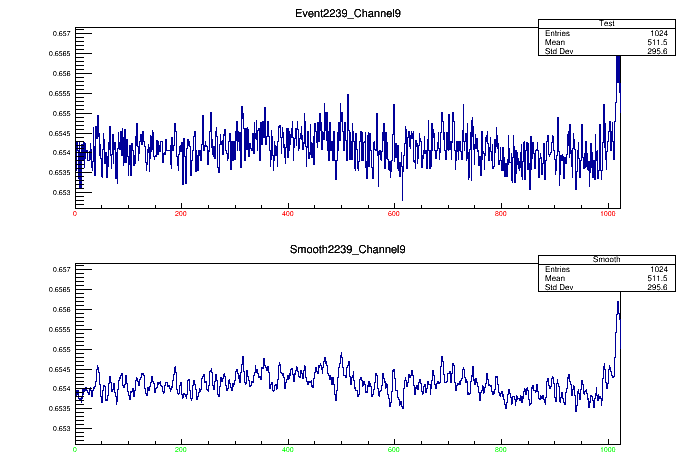 Event2239_Channel9
Test
Entries 1024
Mean 511.5
Std Dev 295.6
0.657
0.6565
0.656
0.6555
0.655
0.6545
0.654
0.6535
0.653
0 200 400 600 800 1000
Smooth2239_Channel9
Smooth
Entries 1024
Mean 511.5
Std Dev 295.6
0.657
0.6565
0.656
0.6555
0.655
0.6545
0.654
0.6535
0.653
0 200 400 600 800 1000